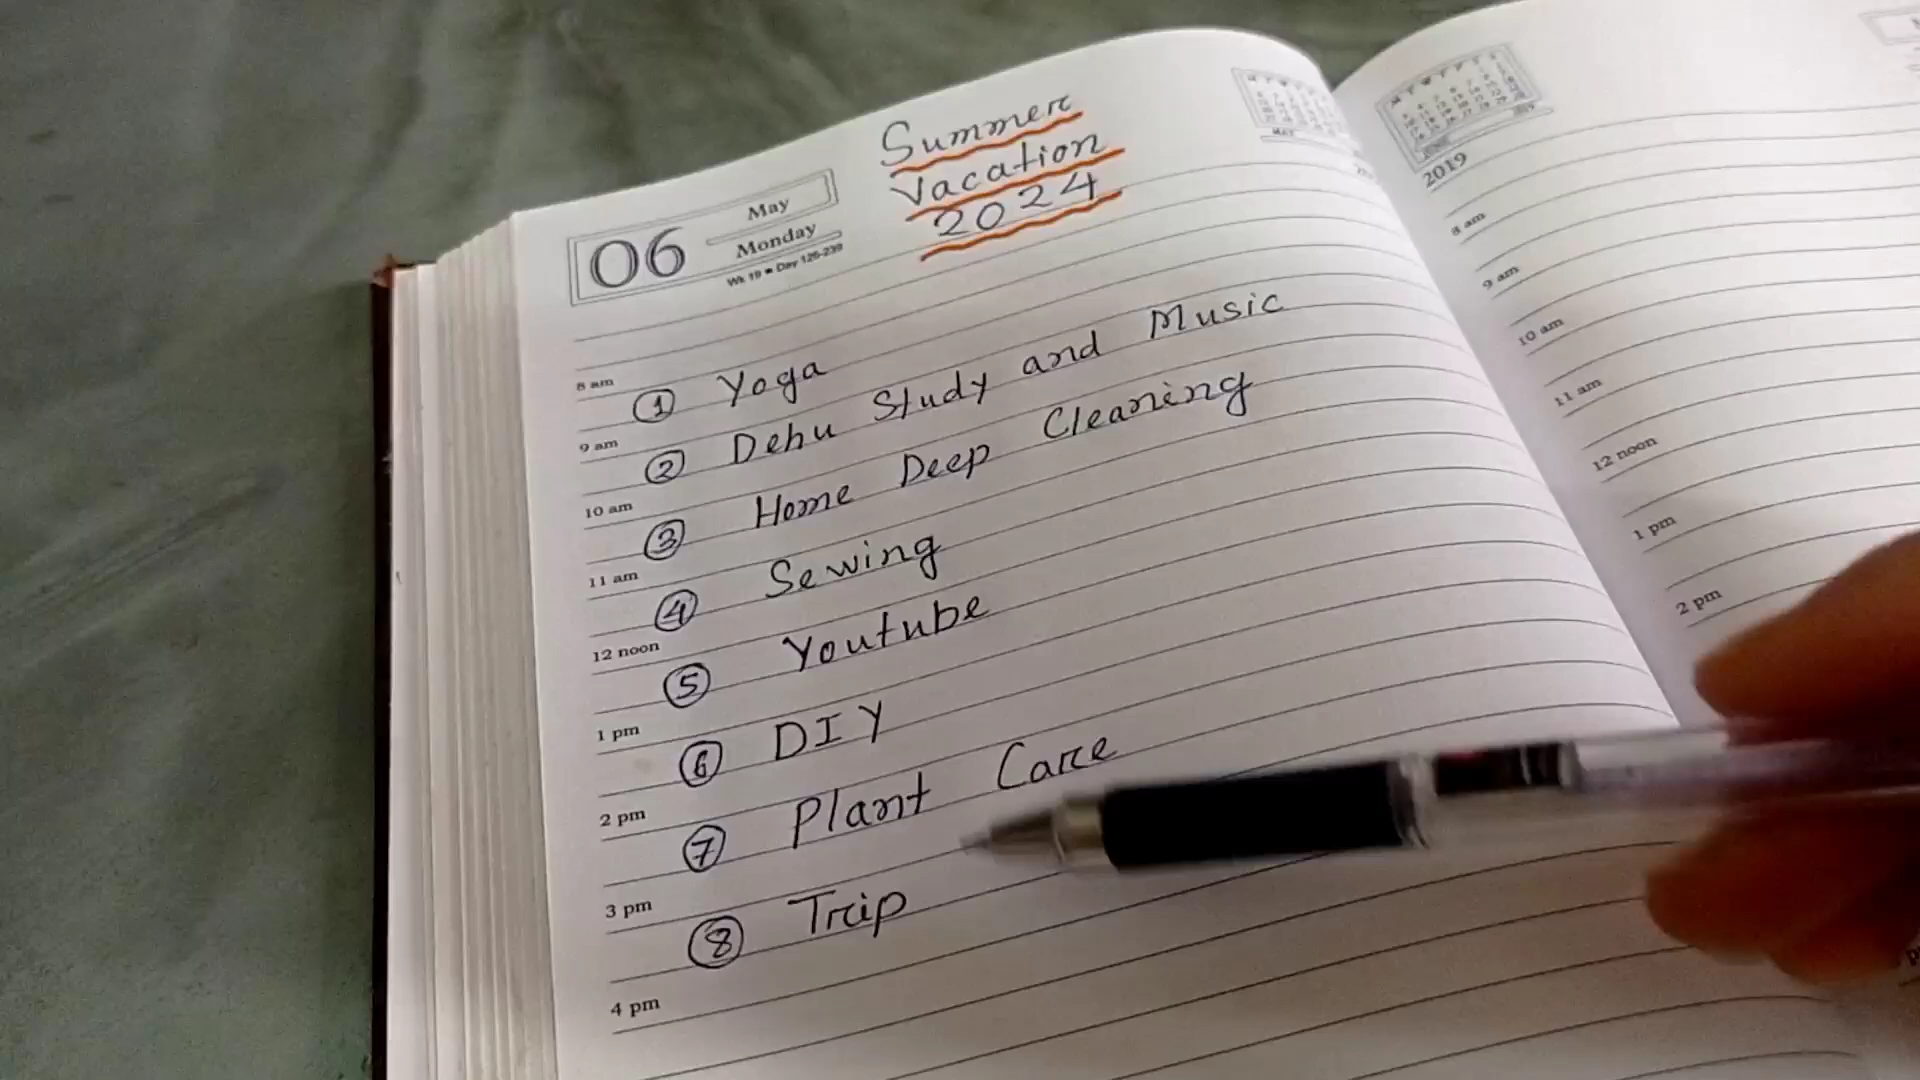 Summer
Vacation
2024
06
May
Monday
8 am
① Yoga
9 am
② Debu Study and Music
10 am
③ Home Deep Cleaning
11 am
④ Sewing
12 noon
⑤ Youtube
1 pm
⑥ DIY
2 pm
⑦ Plant Care
3 pm
⑧ Trip
4 pm
MAY
2019
8 am
9 am
10 am
11 am
12 noon
1 pm
2 pm